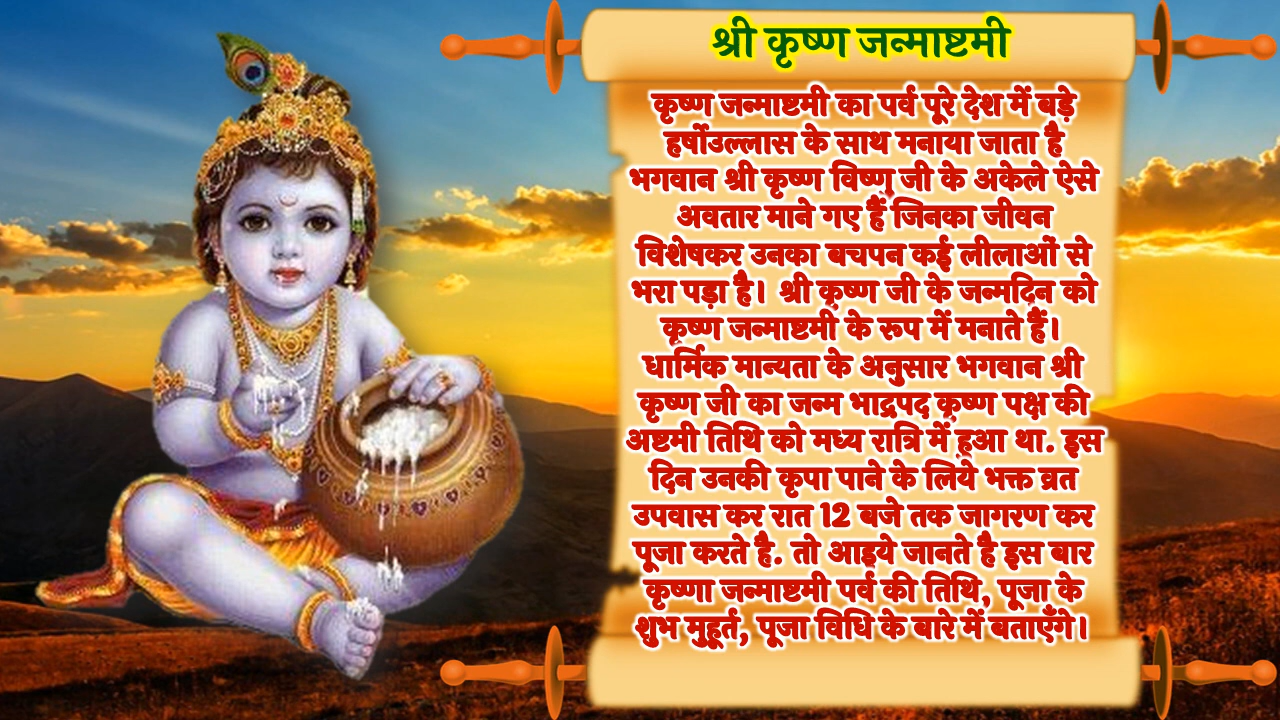 श्री कृष्ण जन्माष्टमी
कृष्ण जन्माष्टमी का पर्व पूरे देश में बड़े
हर्षोउल्लास के साथ मनाया जाता है
भगवान श्री कृष्ण विष्णु जी के अकेले ऐसे
अवतार माने गए हैं जिनका जीवन
विशेषकर उनका बचपन कई लीलाओं से
भरा पड़ा है। श्री कृष्ण जी के जन्मदिन को
कृष्ण जन्माष्टमी के रूप में मनाते हैं।
धार्मिक मान्यता के अनुसार भगवान श्री
कृष्ण जी का जन्म भाद्रपद कृष्ण पक्ष की
अष्टमी तिथि को मध्य रात्रि में हुआ था. इस
दिन उनकी कृपा पाने के लिये भक्त व्रत
उपवास कर रात 12 बजे तक जागरण कर
पूजा करते है. तो आइये जानते है इस बार
कृष्णा जन्माष्टमी पर्व की तिथि, पूजा के
शुभ मुहूर्त, पूजा विधि के बारे में बताएँगे।